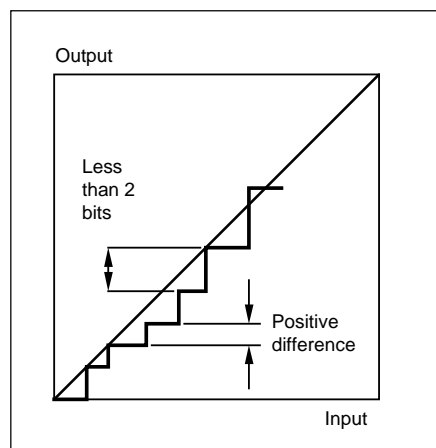 Output
Less
than 2
bits
Positive
difference
Input